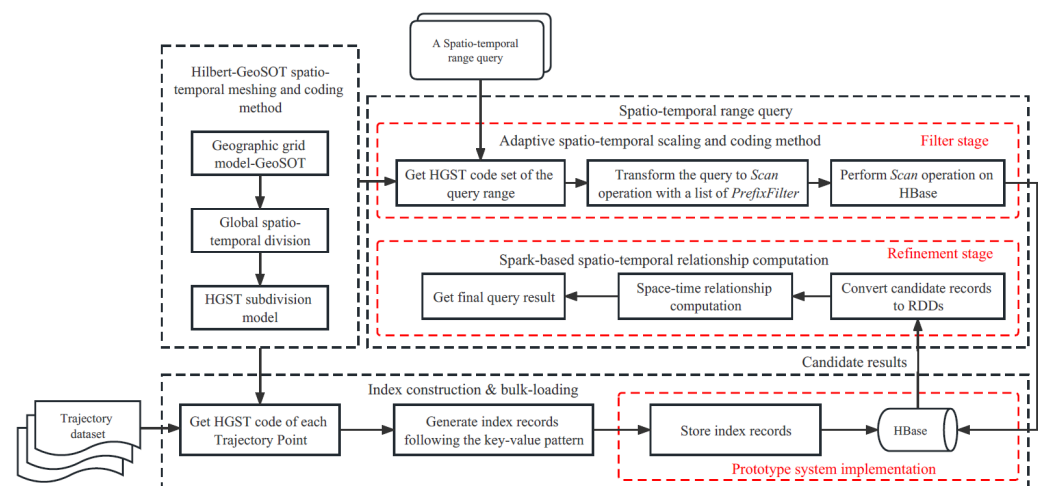 A Spatio-temporal
range query
Hilbert-GeoSOT spatio-
temporal meshing and coding
method
Geographic grid
model-GeoSOT
Global spatio-
temporal division
HGST subdivision
model
Spatio-temporal range query
Adaptive spatio-temporal scaling and coding method
Filter stage
Get HGST code set of the
query range
Transform the query to Scan
operation with a list of PrefixFilter
Perform Scan operation on
HBase
Refinement stage
Spark-based spatio-temporal relationship computation
Get final query result
Space-time relationship
computation
Convert candidate records
to RDDs
Candidate results
Index construction & bulk-loading
Trajectory
dataset
Get HGST code of each
Trajectory Point
Generate index records
following the key-value pattern
Store index records
HBase
Prototype system implementation